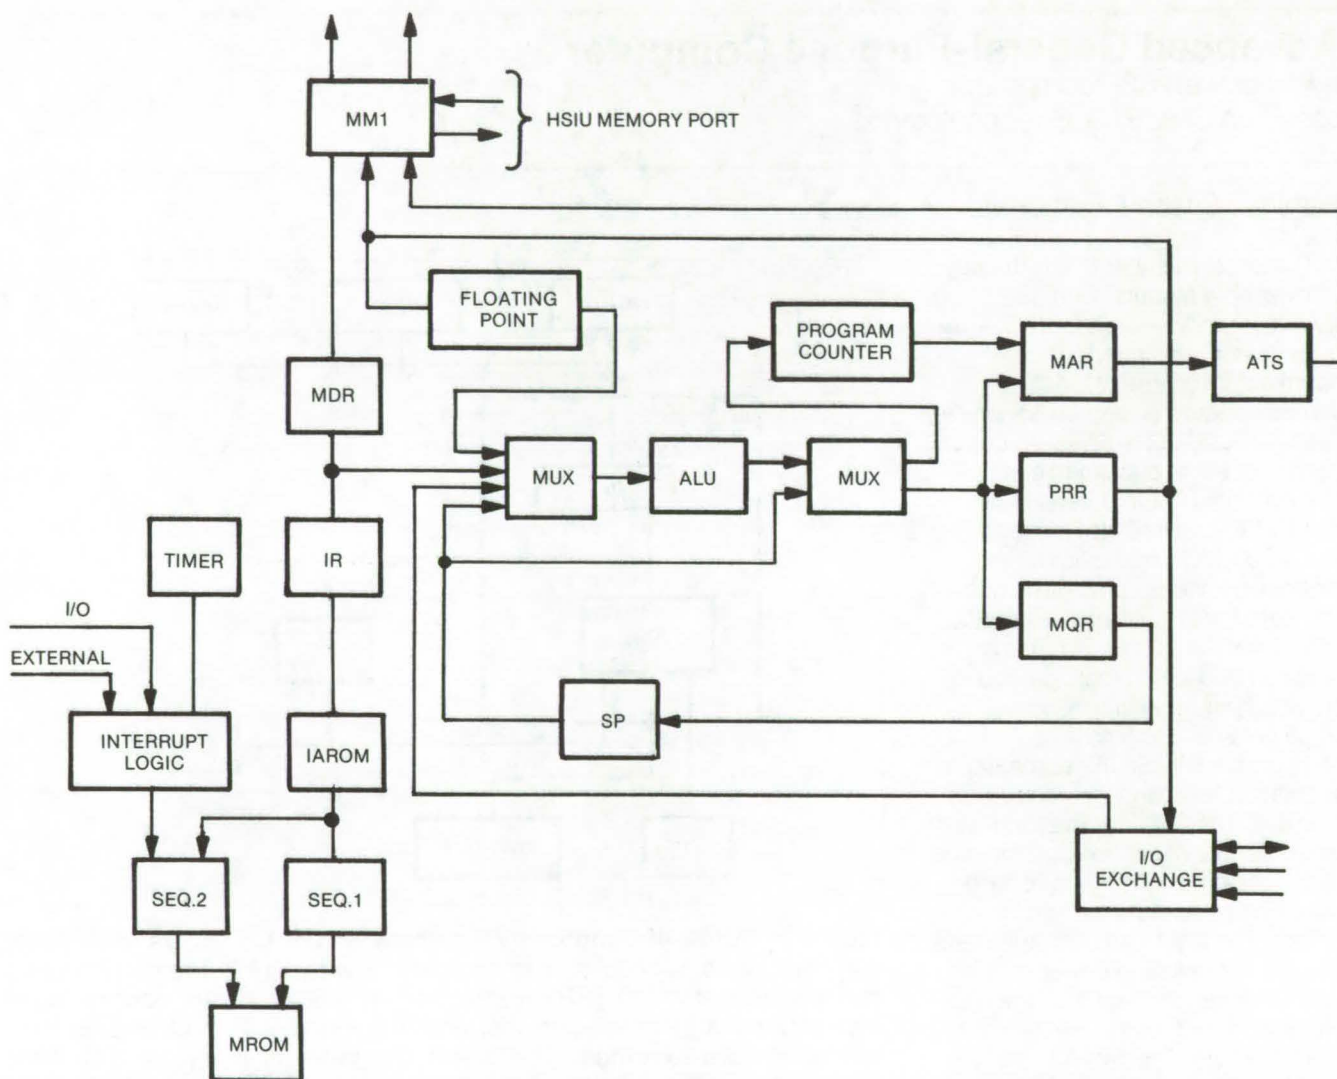 MM1
HSIU MEMORY PORT
FLOATING
POINT
PROGRAM
COUNTER
MAR
ATS
MDR
MUX
ALU
MUX
PRR
TIMER
IR
I/O
MQR
EXTERNAL
SP
INTERRUPT
LOGIC
IAROM
I/O
EXCHANGE
SEQ.2
SEQ.1
MROM